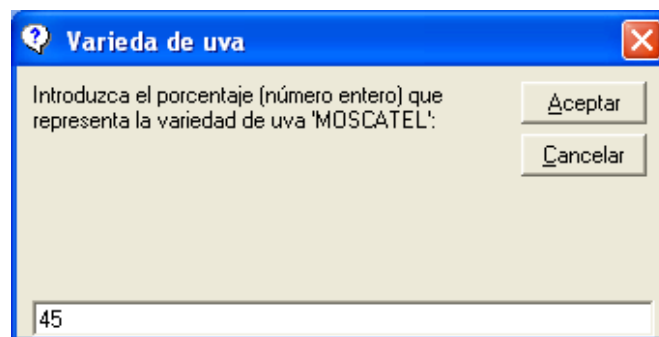 Varieda de uva
Introduzca el porcentaje (número entero) que
representa la variedad de uva 'MOSCATEL':
Aceptar
Cancelar
45